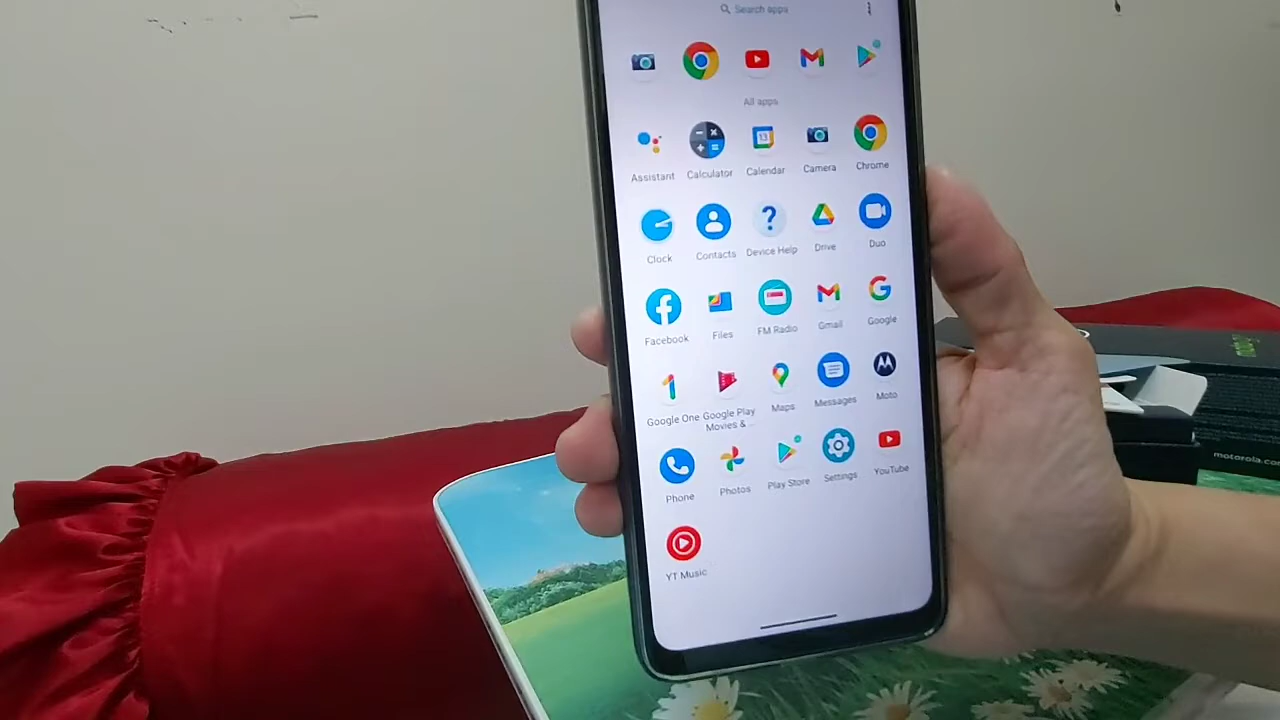 Search apps
All apps
Assistant Calculator Calendar Camera Chrome
13
Clock Contacts Device Help Drive Duo
Facebook Files FM Radio Gmail Google
Google One Google Play Movies & ... Maps Messages Moto
Phone Photos Play Store Settings YouTube
YT Music
motorola.co